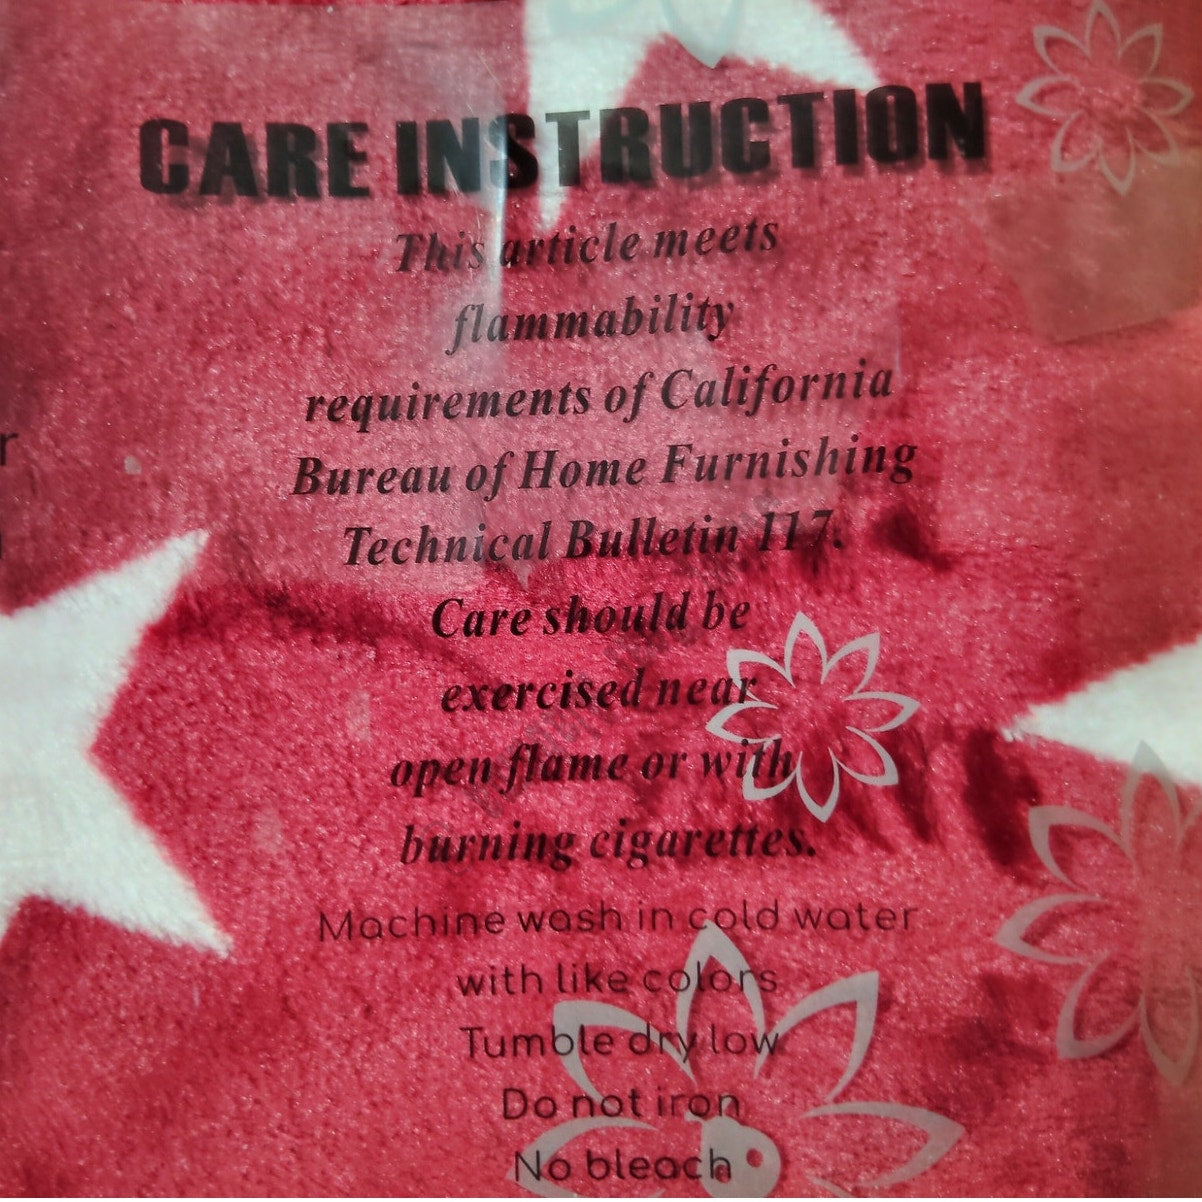 CARE INSTRUCTION
This article meets
flammability
requirements of California
Bureau of Home Furnishing
Technical Bulletin 117.
Care should be
exercised near
open flame or with
burning cigarettes.
Machine wash in cold water
with like colors
Tumble dry low
Do not iron
No bleach